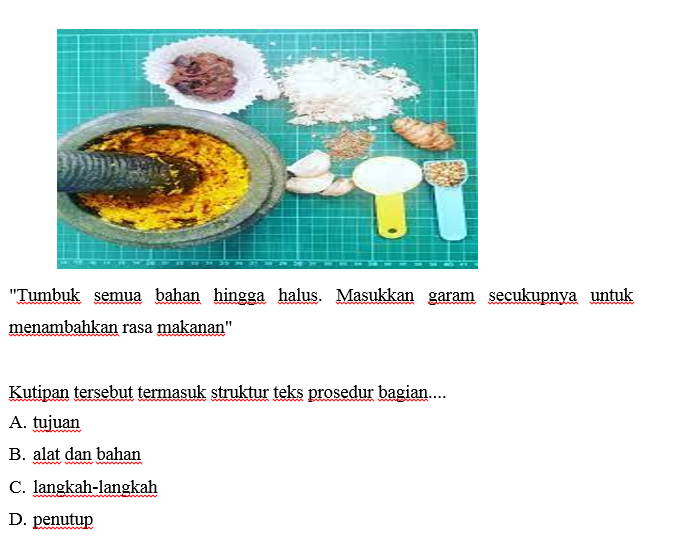 "Tumbuk semua bahan hingga halus. Masukkan garam secukupnya untuk
menambahkan rasa makanan"
Kutipan tersebut termasuk struktur teks prosedur bagian....
A. tujuan
B. alat dan bahan
C. langkah-langkah
D. penutup